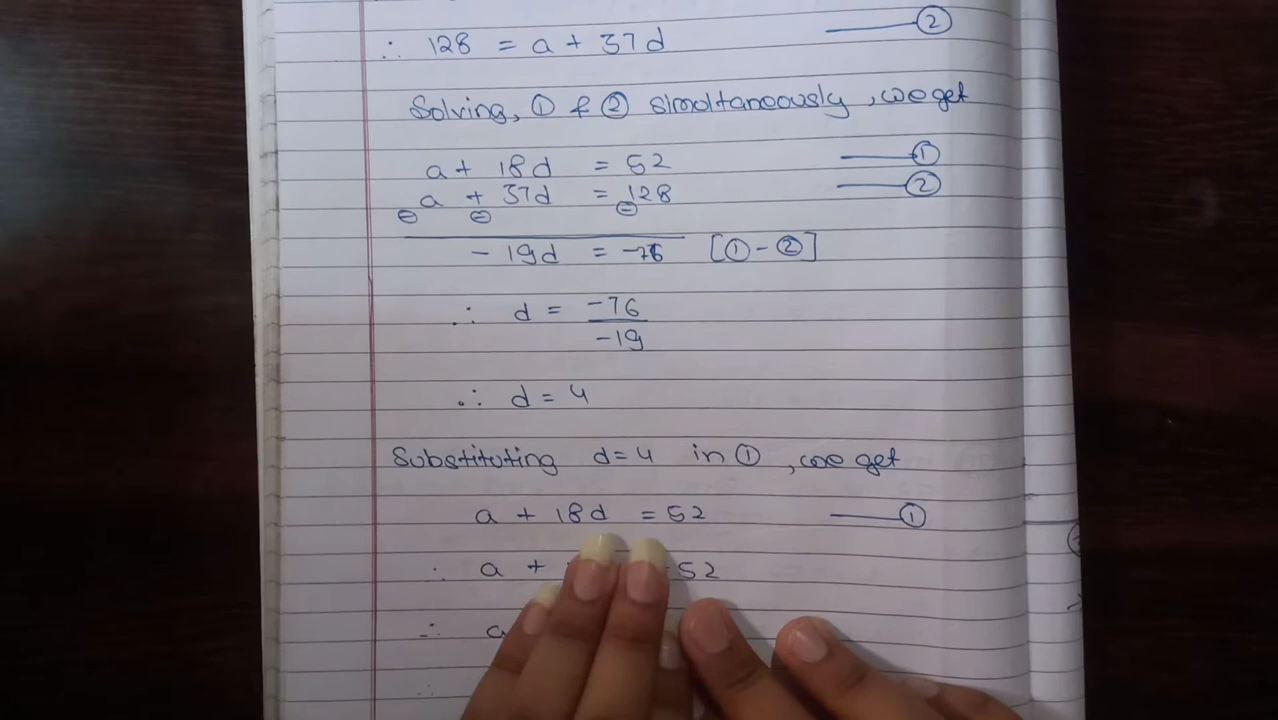 ②
∴ 128 = a + 37d
Solving, ① & ② simultaneously, we get
a + 18d = 52 ①
a + 37d = 128 ②
⊖ ⊖ ⊖
- 19d = -76 [① - ②]
∴ d = -76
-19
∴ d = 4
Substituting d=4 in ①, we get
a + 18d = 52 ①
∴ a + 52
∴ a
∴